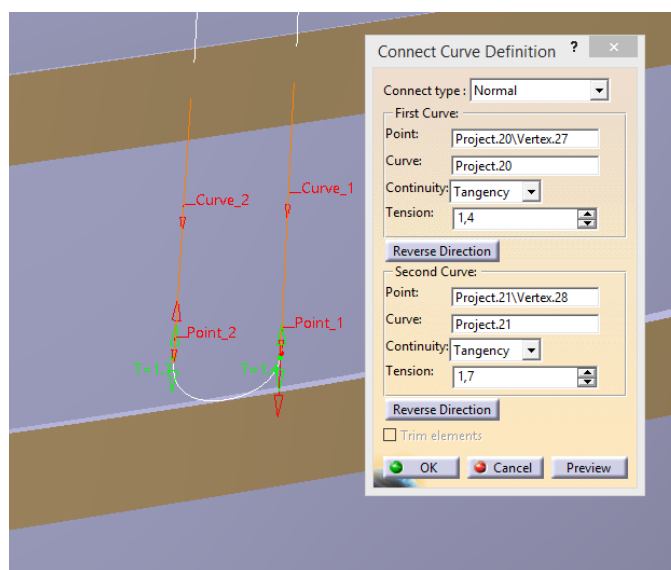 Connect Curve Definition ? ×
Connect type : Normal
First Curve:
Point: Project.20\Vertex.27
Curve: Project.20
Continuity: Tangency
Tension: 1,4
Reverse Direction
Second Curve:
Point: Project.21\Vertex.28
Curve: Project.21
Continuity: Tangency
Tension: 1,7
Reverse Direction
Trim elements
OK Cancel Preview
Curve_2
Curve_1
Point_2
Point_1